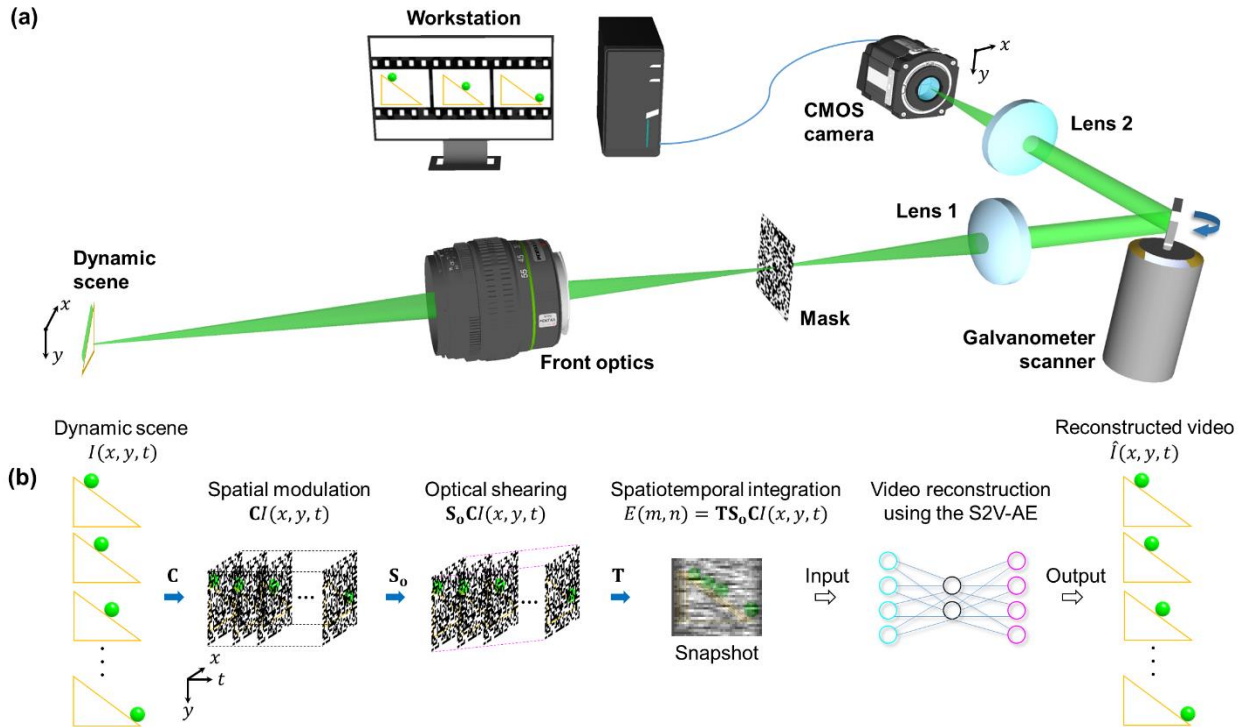 (a)
Workstation
x
y
CMOS
camera
Lens 2
Lens 1
Dynamic
scene
x
y
Front optics
Mask
Galvanometer
scanner
(b)
Dynamic scene
I(x, y, t)
Spatial modulation
CI(x, y, t)
Optical shearing
SₒCI(x, y, t)
Spatiotemporal integration
E(m, n) = TSₒCI(x, y, t)
Video reconstruction
using the S2V-AE
Reconstructed video
Î(x, y, t)
C
...
Sₒ
...
T
Snapshot
Input
Output
x
t
y